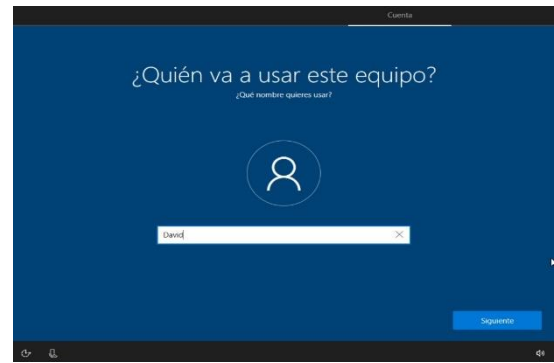 Cuenta
¿Quién va a usar este equipo?
¿Qué nombre quieres usar?
David
Siguiente